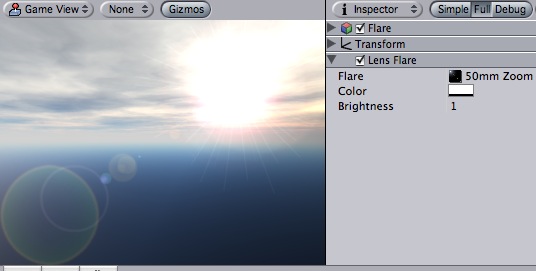 Game View None Gizmos
Inspector Simple Full Debug
Flare
Transform
Lens Flare
Flare 50mm Zoom
Color
Brightness 1